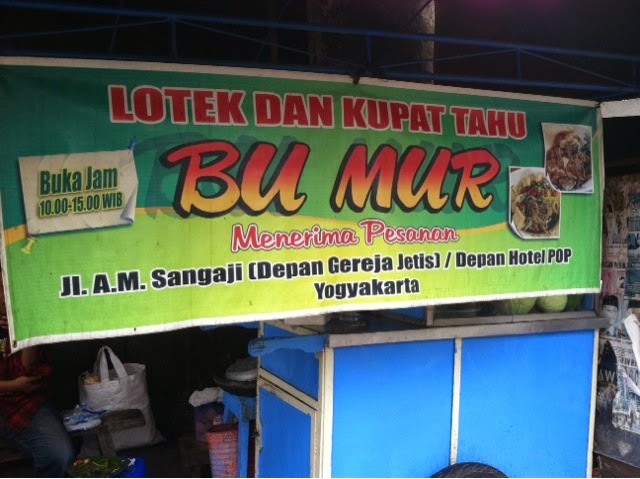 LOTEK DAN KUPAT TAHU
Buka Jam
10.00-15.00 WIB
BU MUR
Menerima Pesanan
Jl. A.M. Sangaji (Depan Gereja Jetis) / Depan Hotel POP
Yogyakarta